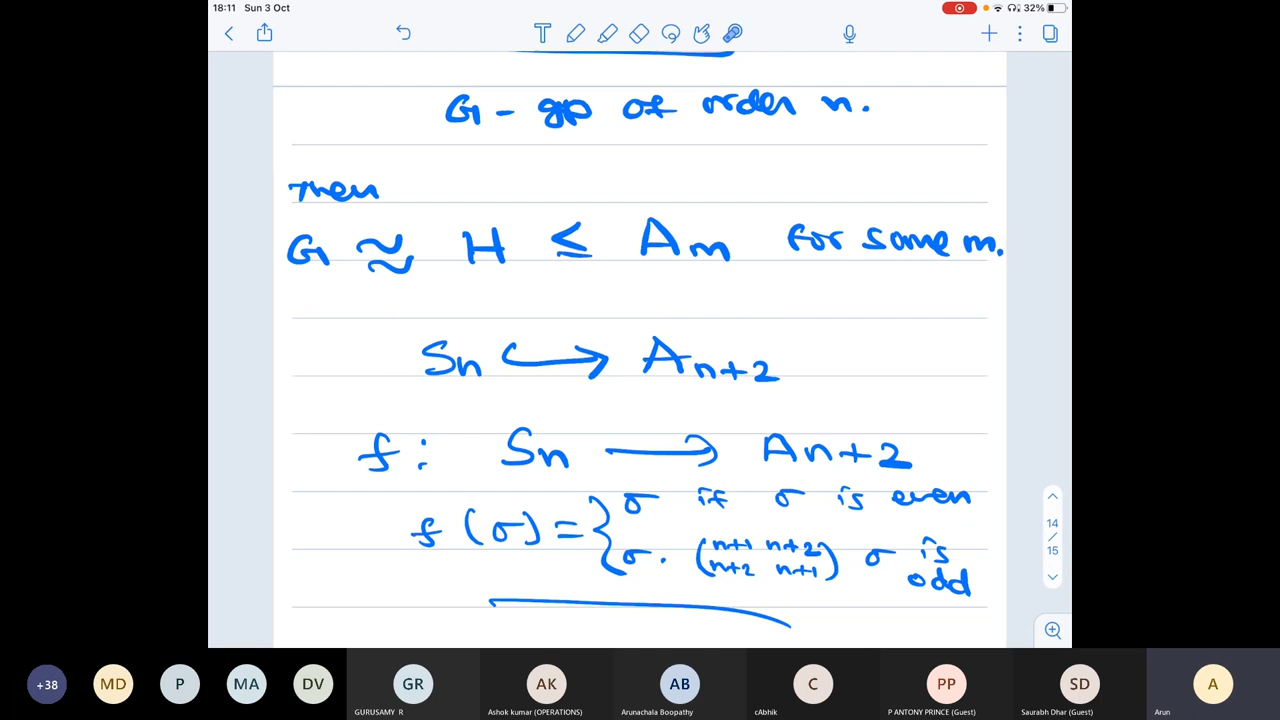 18:11 Sun 3 Oct 32%
G - gp of order n.
Then
G ≅ H ≤ Am for some m.
Sn ↪ An+2
f: Sn ⟶ An+2
f(σ) = { σ if σ is even
σ. (n+1 n+2
n+2 n+1) σ is
odd
14
/
15
+38 MD P MA DV GR AK AB C PP SD A
GURUSAMY R Ashok kumar (OPERATIONS) Arunachala Boopathy cAbhik P ANTONY PRINCE (Guest) Saurabh Dhar (Guest) Arun